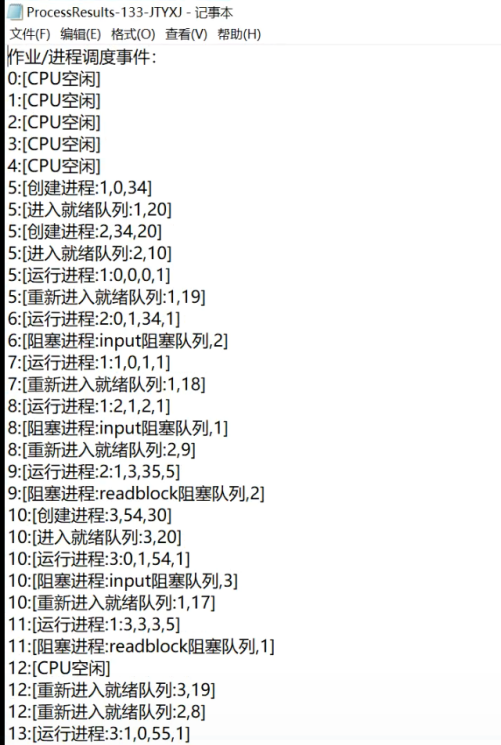 ProcessResults-133-JTYXJ - 记事本
文件(F) 编辑(E) 格式(O) 查看(V) 帮助(H)
作业/进程调度事件：
0:[CPU空闲]
1:[CPU空闲]
2:[CPU空闲]
3:[CPU空闲]
4:[CPU空闲]
5:[创建进程:1,0,34]
5:[进入就绪队列:1,20]
5:[创建进程:2,34,20]
5:[进入就绪队列:2,10]
5:[运行进程:1:0,0,0,1]
5:[重新进入就绪队列:1,19]
6:[运行进程:2:0,1,34,1]
6:[阻塞进程:input阻塞队列,2]
7:[运行进程:1:1,0,1,1]
7:[重新进入就绪队列:1,18]
8:[运行进程:1:2,1,2,1]
8:[阻塞进程:input阻塞队列,1]
8:[重新进入就绪队列:2,9]
9:[运行进程:2:1,3,35,5]
9:[阻塞进程:readblock阻塞队列,2]
10:[创建进程:3,54,30]
10:[进入就绪队列:3,20]
10:[运行进程:3:0,1,54,1]
10:[阻塞进程:input阻塞队列,3]
10:[重新进入就绪队列:1,17]
11:[运行进程:1:3,3,3,5]
11:[阻塞进程:readblock阻塞队列,1]
12:[CPU空闲]
12:[重新进入就绪队列:3,19]
12:[重新进入就绪队列:2,8]
13:[运行进程:3:1,0,55,1]